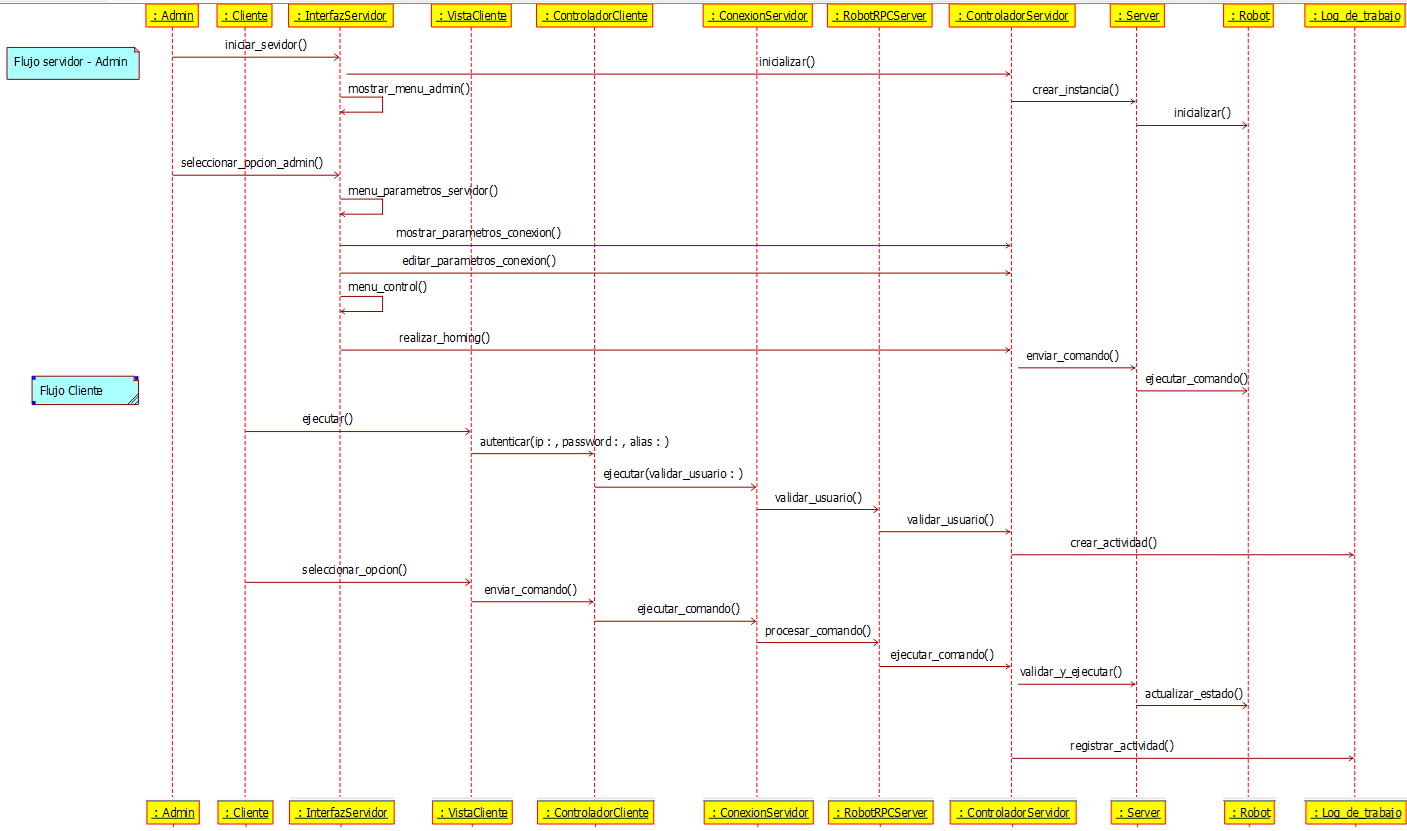 : Admin
: Cliente
: InterfazServidor
: VistaCliente
: ControladorCliente
: ConexionServidor
: RobotRPCServer
: ControladorServidor
: Server
: Robot
: Log_de_trabajo
iniciar_sevidor()
Flujo servidor - Admin
inicializar()
mostrar_menu_admin()
crear_instancia()
inicializar()
seleccionar_opcion_admin()
menu_parametros_servidor()
mostrar_parametros_conexion()
editar_parametros_conexion()
menu_control()
realizar_homing()
enviar_comando()
ejecutar_comando()
Flujo Cliente
ejecutar()
autenticar(ip : , password : , alias : )
ejecutar(validar_usuario : )
validar_usuario()
validar_usuario()
crear_actividad()
seleccionar_opcion()
enviar_comando()
ejecutar_comando()
procesar_comando()
ejecutar_comando()
validar_y_ejecutar()
actualizar_estado()
registrar_actividad()
: Admin
: Cliente
: InterfazServidor
: VistaCliente
: ControladorCliente
: ConexionServidor
: RobotRPCServer
: ControladorServidor
: Server
: Robot
: Log_de_trabajo